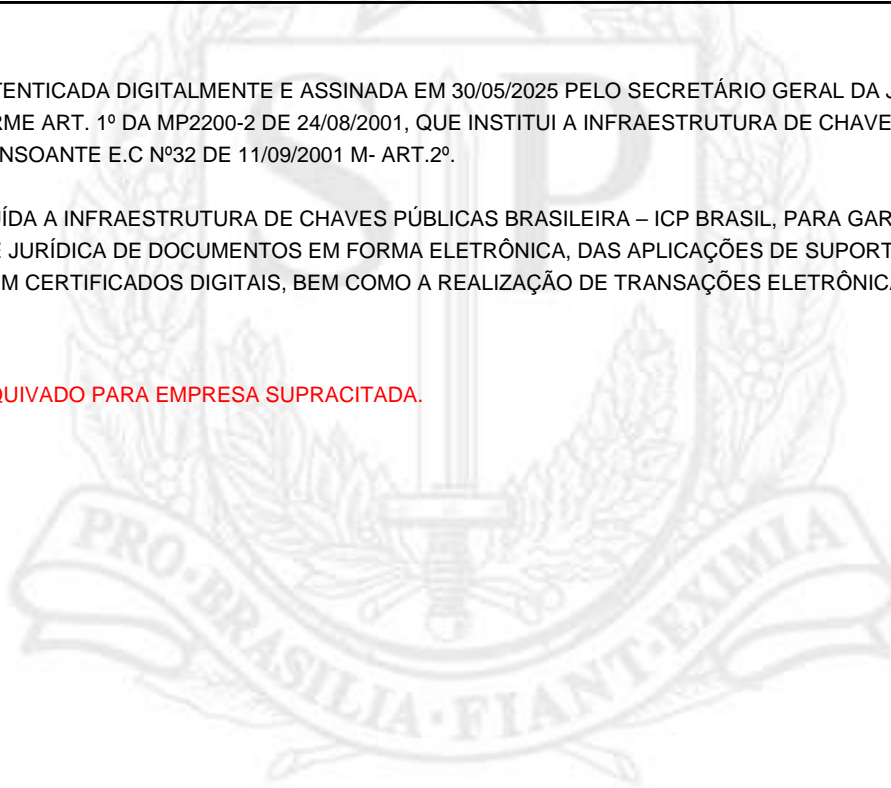 TENTICADA DIGITALMENTE E ASSINADA EM 30/05/2025 PELO SECRETÁRIO GERAL DA J
RME ART. 1º DA MP2200-2 DE 24/08/2001, QUE INSTITUI A INFRAESTRUTURA DE CHAVE
NSOANTE E.C Nº32 DE 11/09/2001 M- ART.2º.
ÍDA A INFRAESTRUTURA DE CHAVES PÚBLICAS BRASILEIRA – ICP BRASIL, PARA GAR
E JURÍDICA DE DOCUMENTOS EM FORMA ELETRÔNICA, DAS APLICAÇÕES DE SUPORT
M CERTIFICADOS DIGITAIS, BEM COMO A REALIZAÇÃO DE TRANSAÇÕES ELETRÔNICA
QUIVADO PARA EMPRESA SUPRACITADA.
SP
PRO·BRASILIA·FIANT·EXIMIA